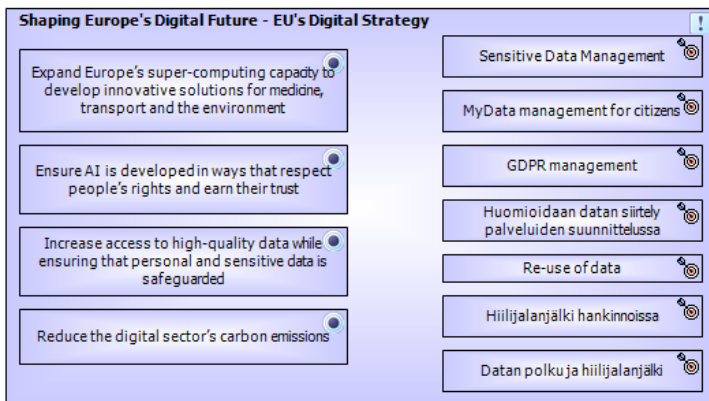 Shaping Europe's Digital Future - EU's Digital Strategy
!
Expand Europe's super-computing capacity to
develop innovative solutions for medicine,
transport and the environment
Ensure AI is developed in ways that respect
people's rights and earn their trust
Increase access to high-quality data while
ensuring that personal and sensitive data is
safeguarded
Reduce the digital sector's carbon emissions
Sensitive Data Management
MyData management for citizens
GDPR management
Huomioidaan datan siirtely
palveluiden suunnittelussa
Re-use of data
Hiilijalanjälki hankinnoissa
Datan polku ja hiilijalanjälki